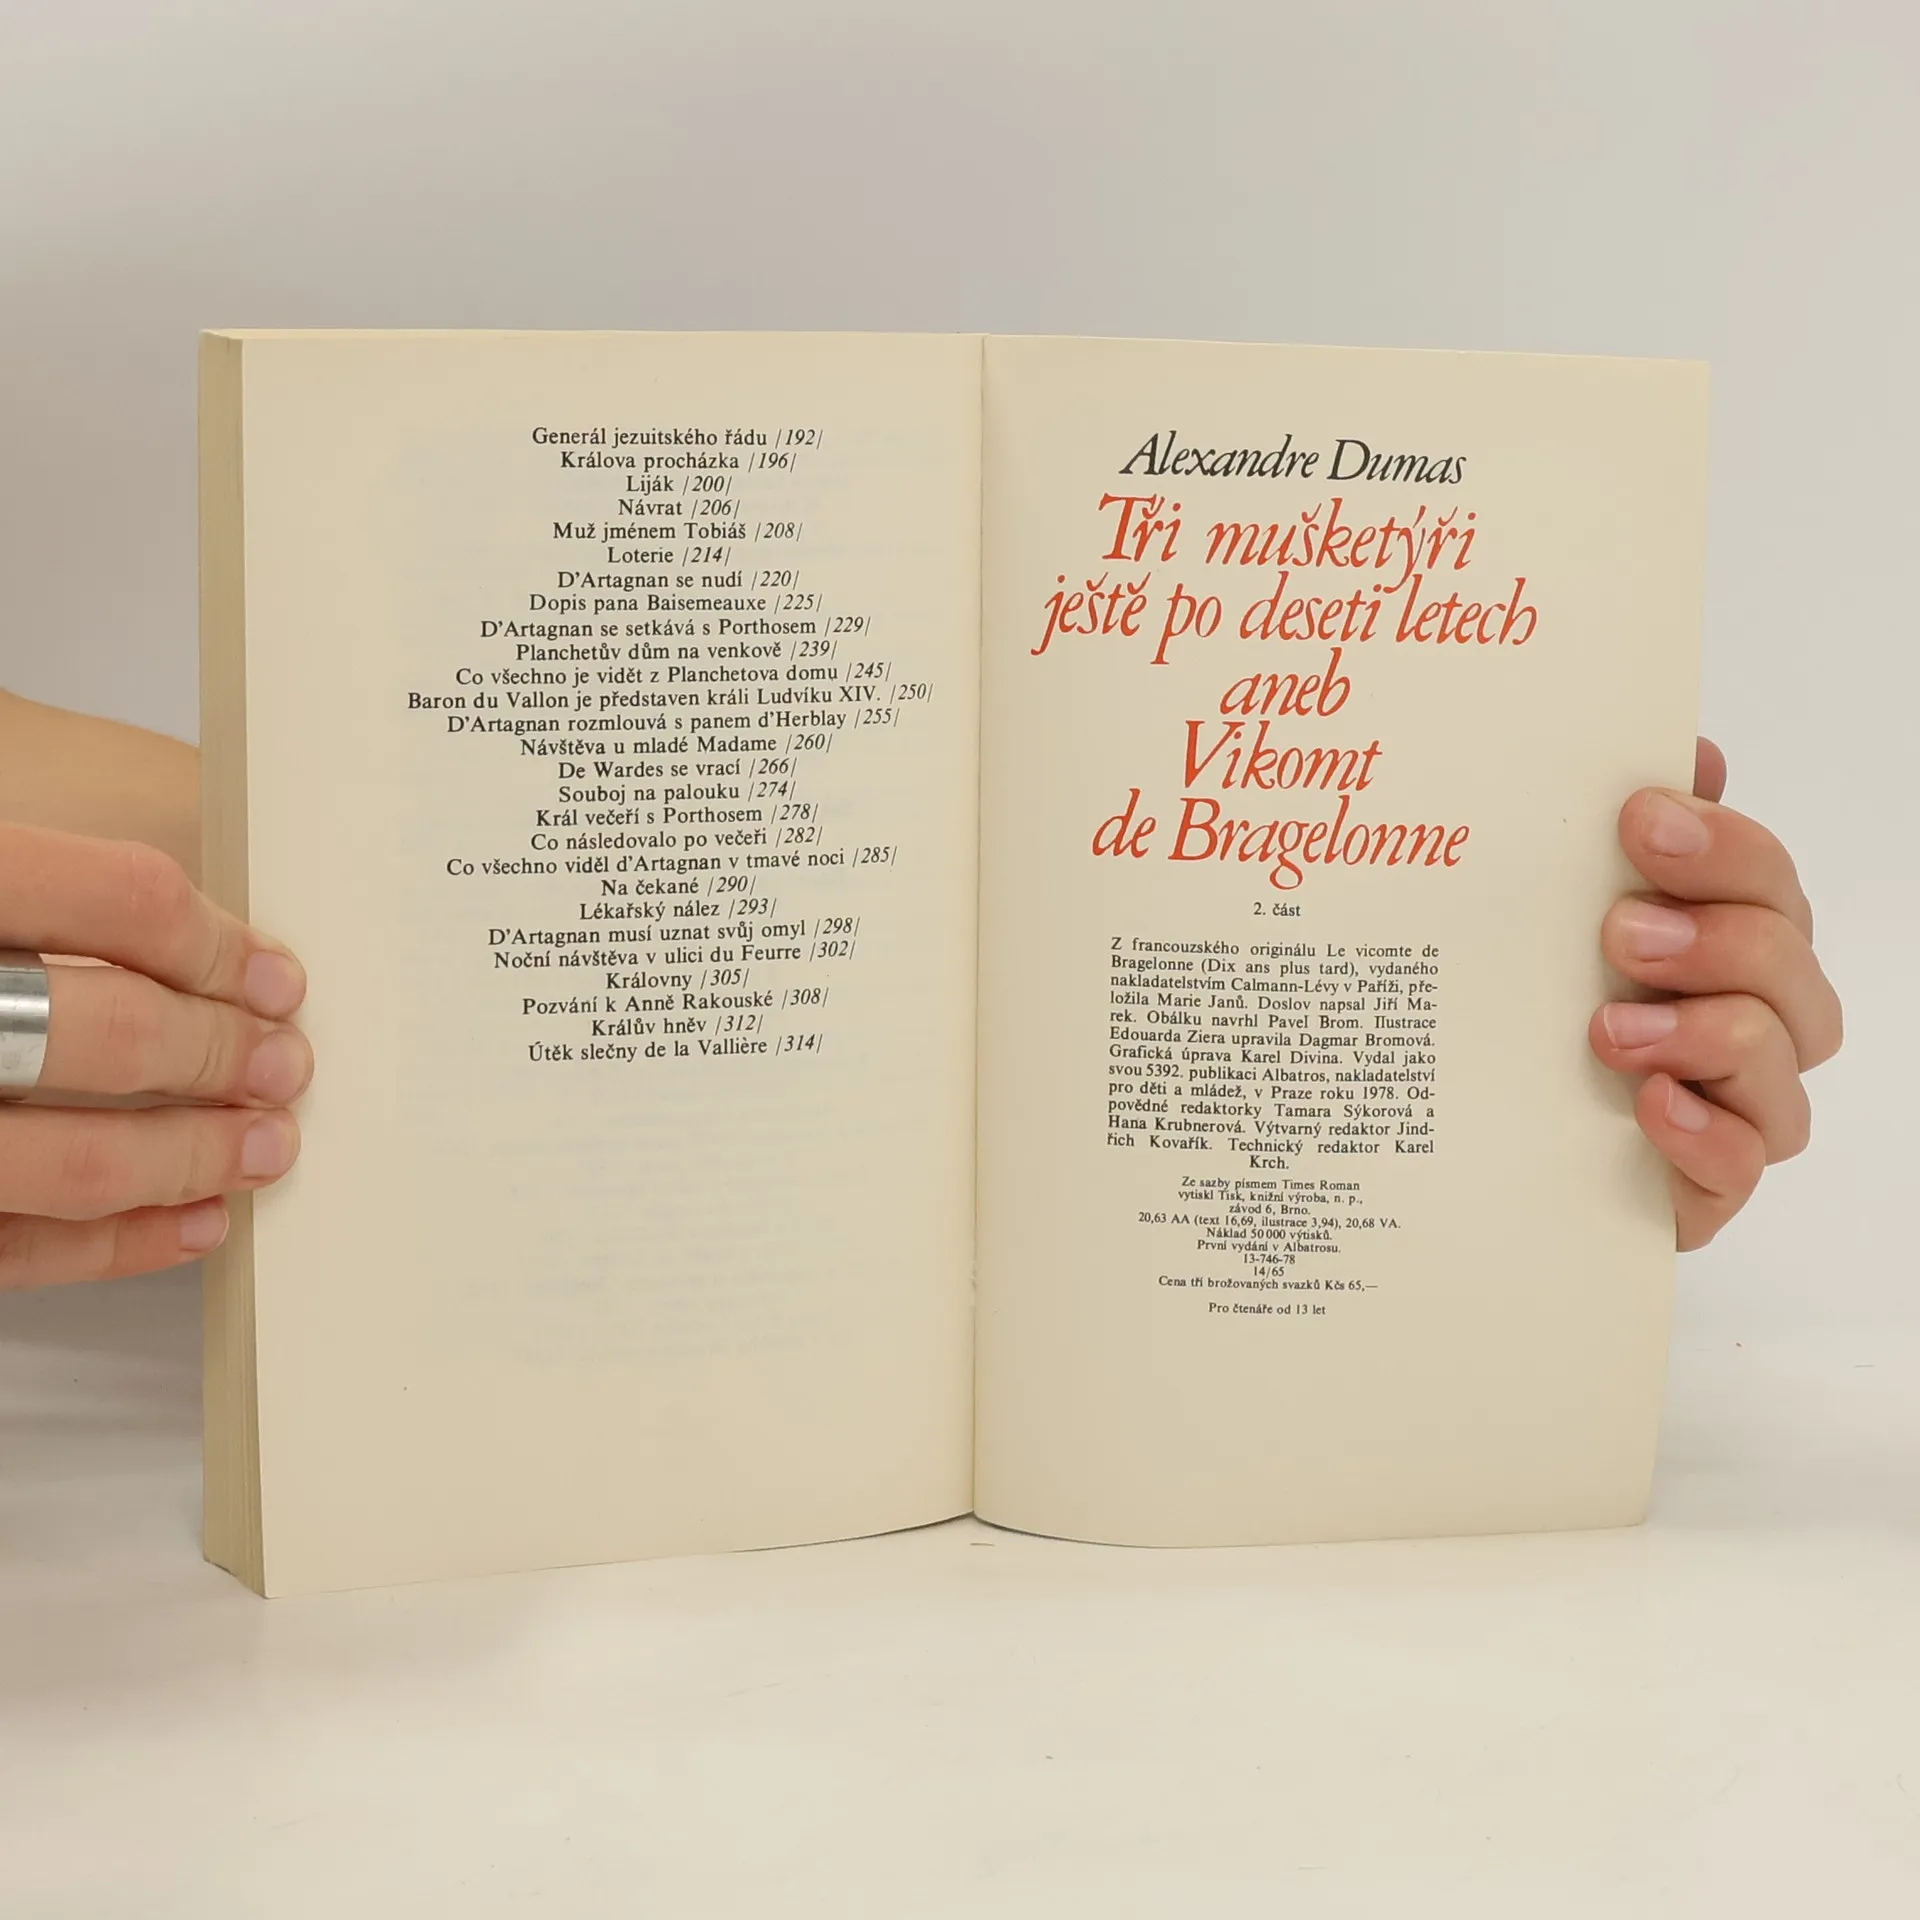 Generál jezuitského řádu /192/
Králova procházka /196/
Liják /200/
Návrat /206/
Muž jménem Tobiáš /208/
Loterie /214/
D’Artagnan se nudí /220/
Dopis pana Baisemeauxe /225/
D’Artagnan se setkává s Porthosem /229/
Planchetův dům na venkově /239/
Co všechno je vidět z Planchetova domu /245/
Baron du Vallon je představen králi Ludvíku XIV. /250/
D’Artagnan rozmlouvá s panem d’Herblay /255/
Návštěva u mladé Madame /260/
De Wardes se vrací /266/
Souboj na palouku /274/
Král večeří s Porthosem /278/
Co následovalo po večeři /282/
Co všechno viděl d’Artagnan v tmavé noci /285/
Na čekané /290/
Lékařský nález /293/
D’Artagnan musí uznat svůj omyl /298/
Noční návštěva v ulici du Feurre /302/
Královny /305/
Pozvání k Anně Rakouské /308/
Králův hněv /312/
Útěk slečny de la Vallière /314/
Alexandre Dumas
Tři mušketýři
ještě po deseti letech
aneb
Vikomt
de Bragelonne
2. část
Z francouzského originálu Le vicomte de
Bragelonne (Dix ans plus tard), vydaného
nakladatelstvím Calmann-Lévy v Paříži, pře-
ložila Marie Janů. Doslov napsal Jiří Ma-
rek. Obálku navrhl Pavel Brom. Ilustrace
Edouarda Ziera upravila Dagmar Bromová.
Grafická úprava Karel Divina. Vydal jako
svou 5392. publikaci Albatros, nakladatelství
pro děti a mládež, v Praze roku 1978. Od-
povědné redaktorky Tamara Sýkorová a
Hana Krubnerová. Výtvarný redaktor Jind-
řich Kovařík. Technický redaktor Karel
Krch.
Ze sazby písmem Times Roman
vytiskl Tisk, knižní výroba, n. p.,
závod 6, Brno.
20,63 AA (text 16,69, ilustrace 3,94), 20,68 VA.
Náklad 50 000 výtisků.
První vydání v Albatrosu.
13-746-78
14/65
Cena tří brožovaných svazků Kčs 65,—
Pro čtenáře od 13 let